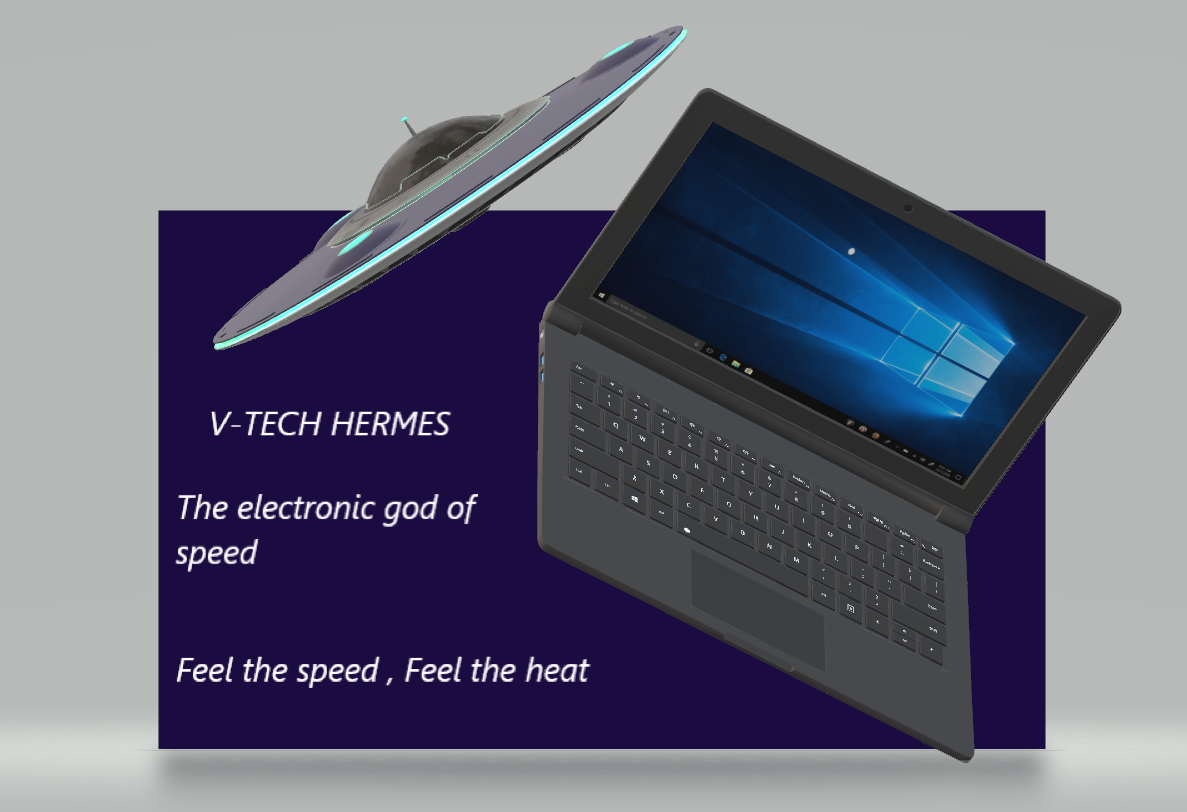 V-TECH HERMES
The electronic god of
speed
Feel the speed , Feel the heat